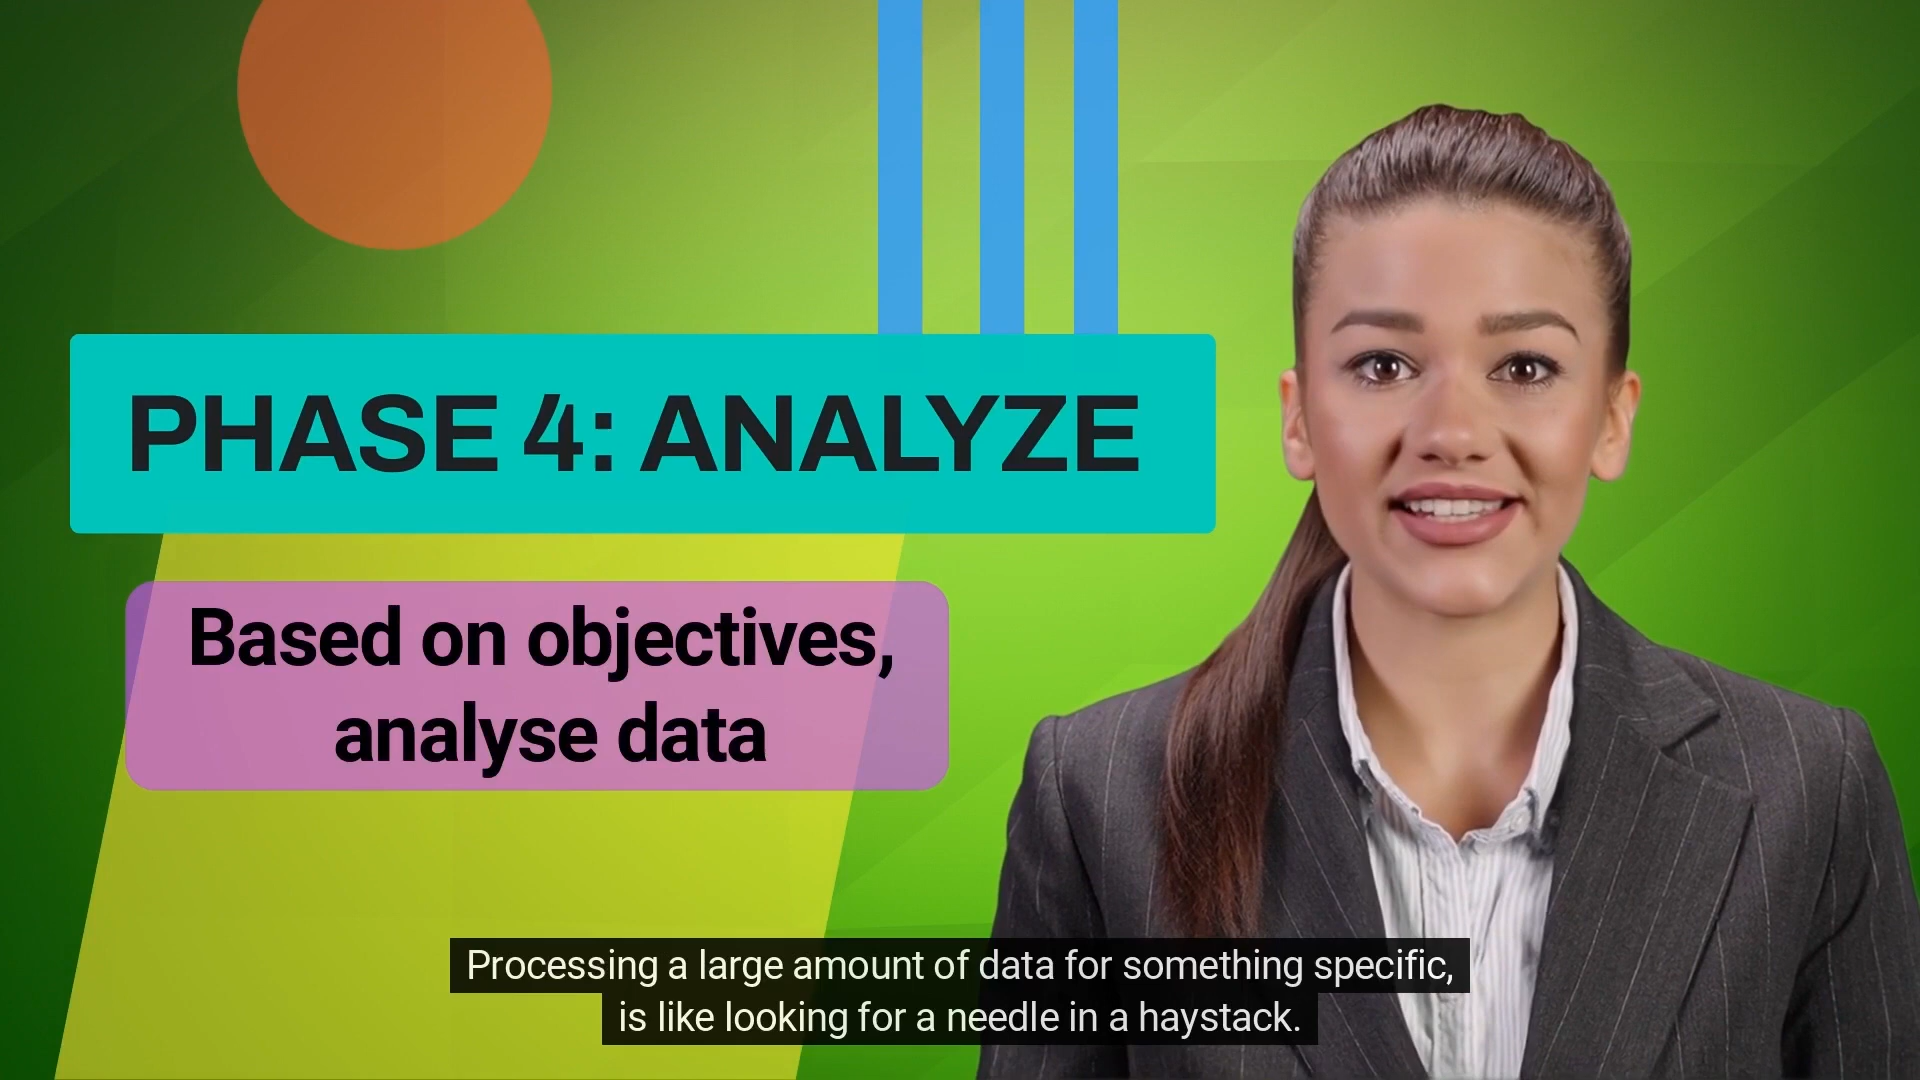 PHASE 4: ANALYZE
Based on objectives,
analyse data
Processing a large amount of data for something specific,
is like looking for a needle in a haystack.